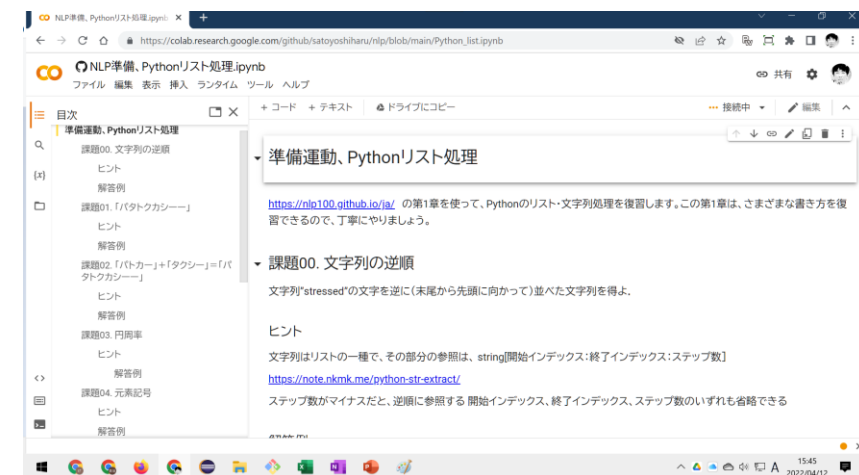 NLP準備、Pythonリスト処理.ipynb
https://colab.research.google.com/github/satoyoshiharu/nlp/blob/main/Python_list.ipynb
NLP準備、Pythonリスト処理.ipynb
ファイル 編集 表示 挿入 ランタイム ツール ヘルプ
共有
目次
準備運動、Pythonリスト処理
課題00. 文字列の逆順
ヒント
解答例
課題01. 「パタトクカシーー」
ヒント
解答例
課題02. 「パトカー」+「タクシー」=「パ
タトクカシーー」
ヒント
解答例
課題03. 円周率
ヒント
解答例
課題04. 元素記号
ヒント
解答例
+ コード + テキスト ドライブにコピー
接続中 編集
準備運動、Pythonリスト処理
https://nlp100.github.io/ja/ の第1章を使って、Pythonのリスト・文字列処理を復習します。この第1章は、さまざまな書き方を復
習できるので、丁寧にやりましょう。
課題00. 文字列の逆順
文字列"stressed"の文字を逆に(末尾から先頭に向かって)並べた文字列を得よ.
ヒント
文字列はリストの一種で、その部分の参照は、string[開始インデックス:終了インデックス:ステップ数]
https://note.nkmk.me/python-str-extract/
ステップ数がマイナスだと、逆順に参照する 開始インデックス、終了インデックス、ステップ数のいずれも省略できる
A 15:45
2022/04/12